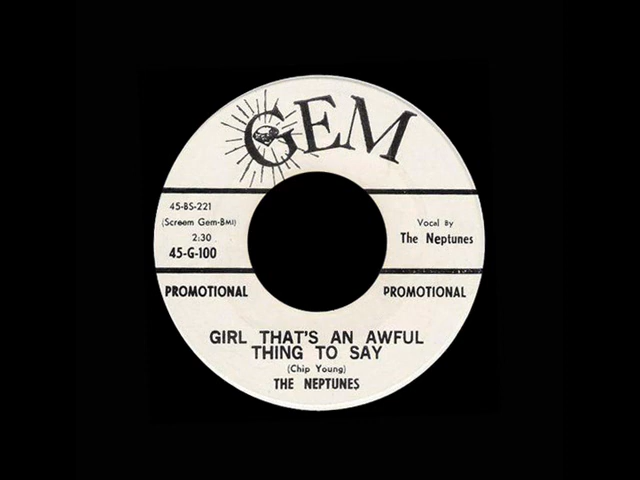 GEM
45-BS-221
(Screem Gem-BMI)
2:30
45-G-100
Vocal By
The Neptunes
PROMOTIONAL
PROMOTIONAL
GIRL THAT'S AN AWFUL
THING TO SAY
(Chip Young)
THE NEPTUNES